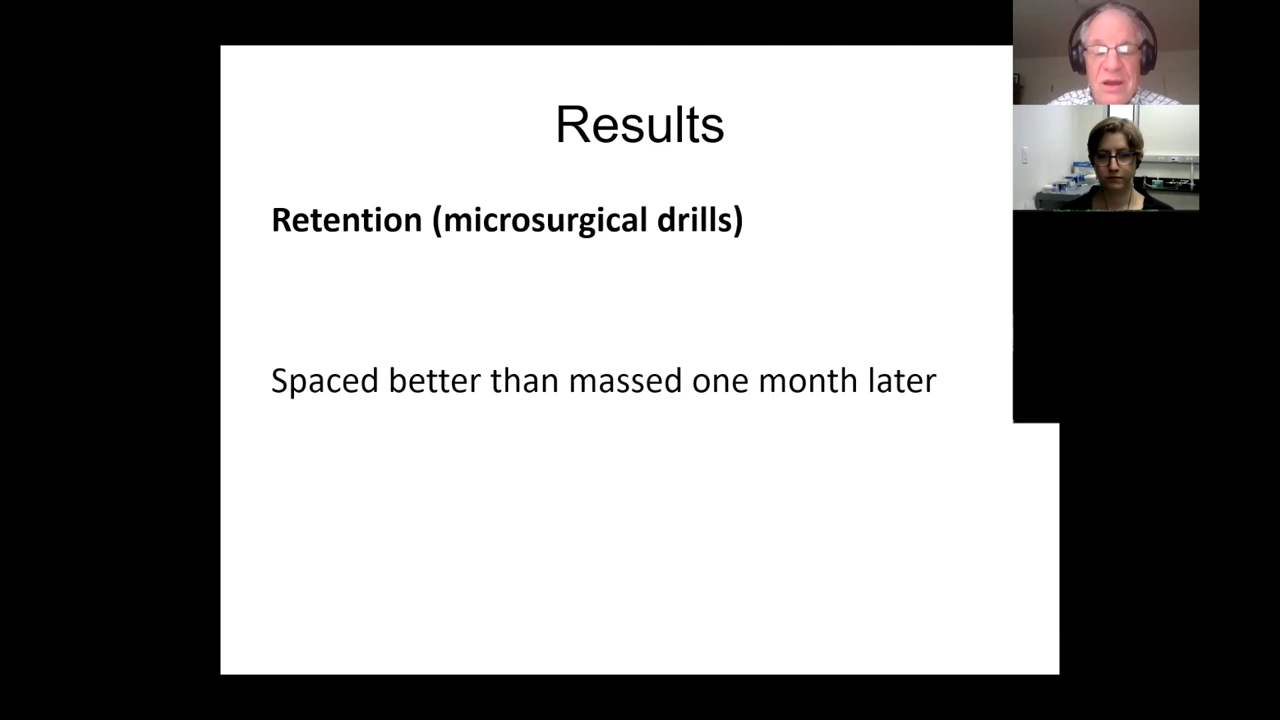 Results
Retention (microsurgical drills)
Spaced better than massed one month later